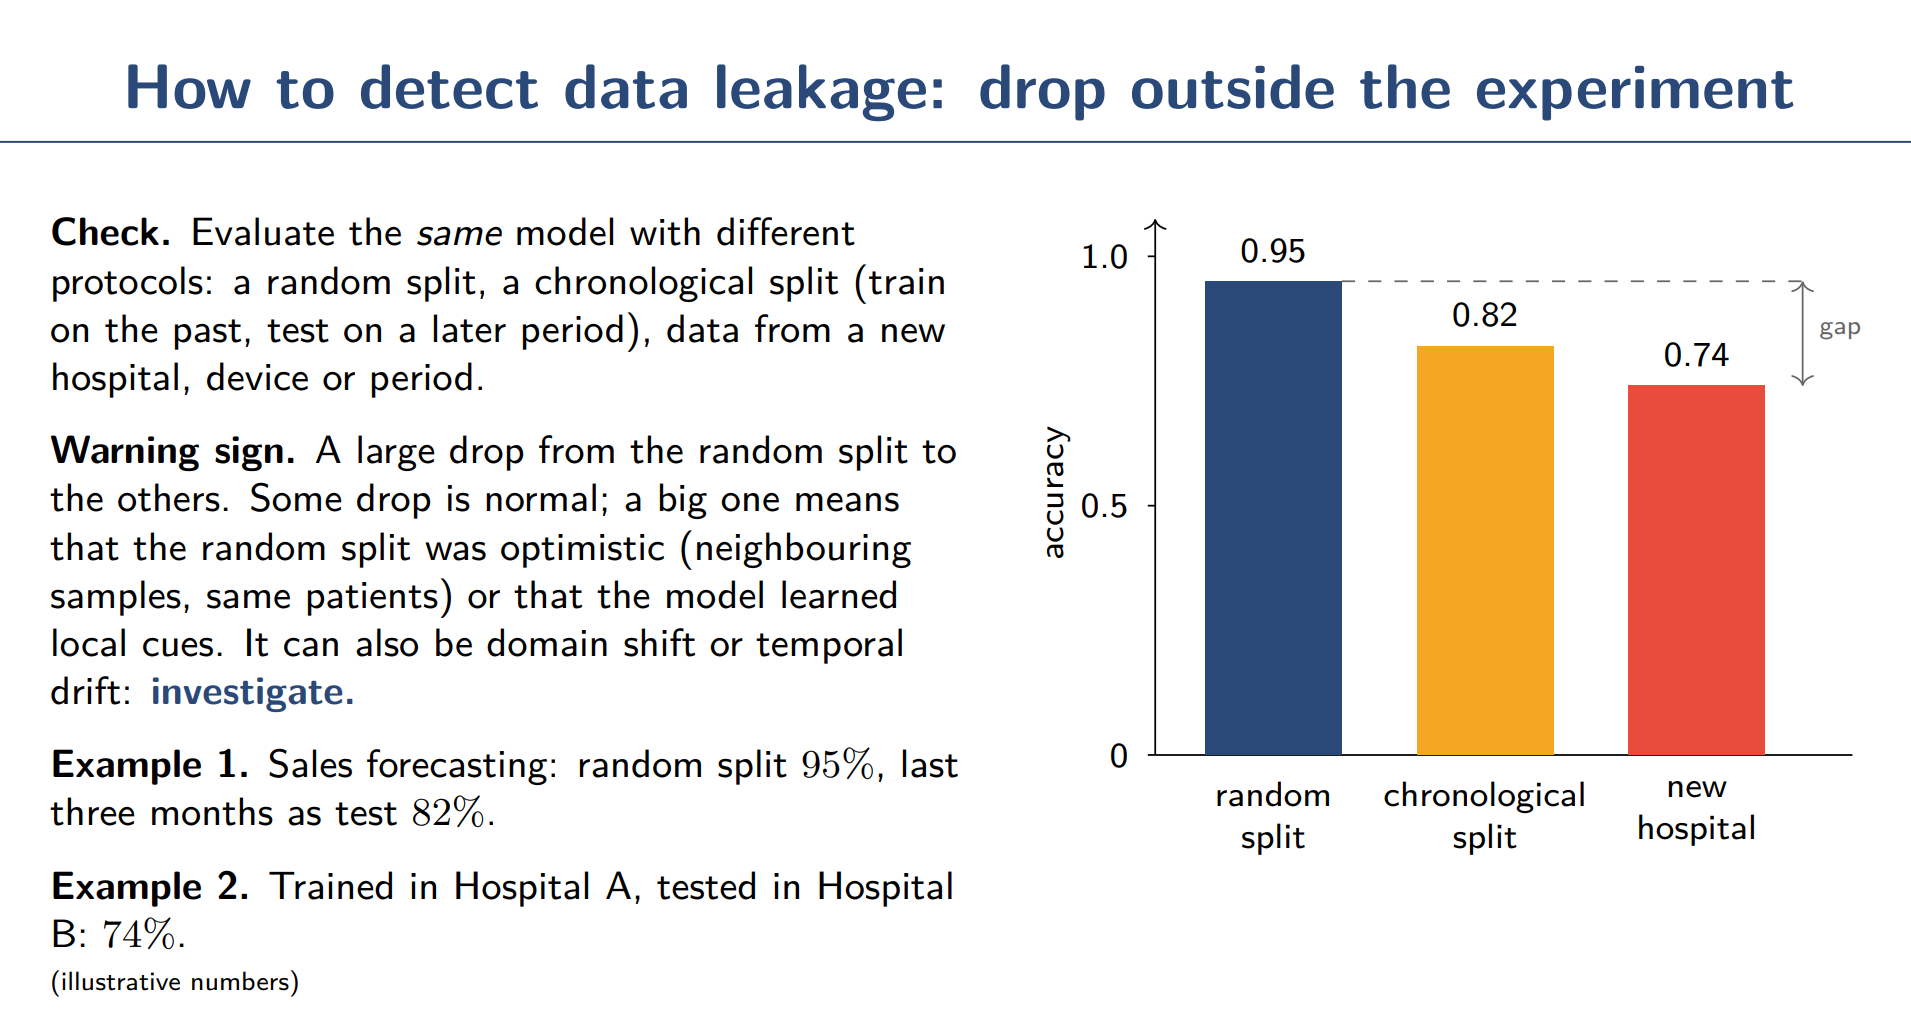 How to detect data leakage: drop outside the experiment
Check. Evaluate the same model with different
protocols: a random split, a chronological split (train
on the past, test on a later period), data from a new
hospital, device or period.
Warning sign. A large drop from the random split to
the others. Some drop is normal; a big one means
that the random split was optimistic (neighbouring
samples, same patients) or that the model learned
local cues. It can also be domain shift or temporal
drift: investigate.
Example 1. Sales forecasting: random split 95%, last
three months as test 82%.
Example 2. Trained in Hospital A, tested in Hospital
B: 74%.
(illustrative numbers)
accuracy
1.0
0.5
0
0.95
0.82
0.74
gap
random
split
chronological
split
new
hospital